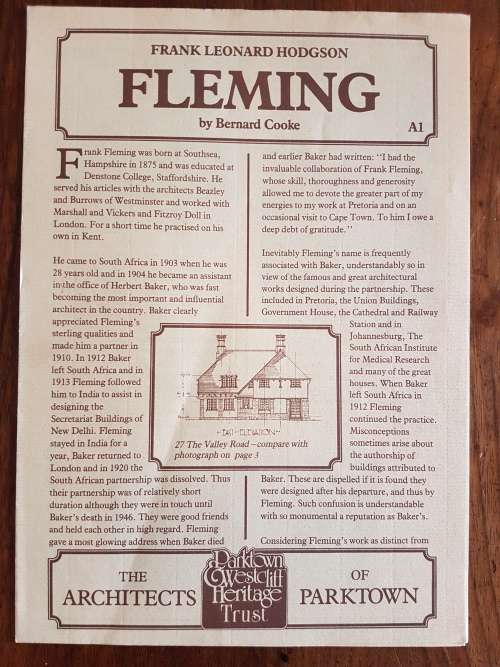 FRANK LEONARD HODGSON
FLEMING
by Bernard Cooke
A1
Frank Fleming was born at Southsea,
Hampshire in 1875 and was educated at
Denstone College, Staffordshire. He
served his articles with the architects Beazley
and Burrows of Westminster and worked with
Marshall and Vickers and Fitzroy Doll in
London. For a short time he practised on his
own in Kent.
He came to South Africa in 1903 when he was
28 years old and in 1904 he became an assistant
in the office of Herbert Baker, who was fast
becoming the most important and influential
architect in the country. Baker clearly
appreciated Fleming's
sterling qualities and
made him a partner in
1910. In 1912 Baker
left South Africa and in
1913 Fleming followed
him to India to assist in
designing the
Secretariat Buildings of
New Delhi. Fleming
stayed in India for a
year, Baker returned to
London and in 1920 the
South African partnership was dissolved. Thus
their partnership was of relatively short
duration although they were in touch until
Baker's death in 1946. They were good friends
and held each other in high regard. Fleming
gave a most glowing address when Baker died
and earlier Baker had written: "I had the
invaluable collaboration of Frank Fleming,
whose skill, thoroughness and generosity
allowed me to devote the greater part of my
energies to my work at Pretoria and on an
occasional visit to Cape Town. To him I owe a
deep debt of gratitude."
Inevitably Fleming's name is frequently
associated with Baker, understandably so in
view of the famous and great architectural
works designed during the partnership. These
included in Pretoria, the Union Buildings,
Government House, the Cathedral and Railway
Station and in
Johannesburg, The
South African Institute
for Medical Research
and many of the great
houses. When Baker
left South Africa in
1912 Fleming
continued the practice.
Misconceptions
sometimes arise about
the authorship of
buildings attributed to
Baker. These are dispelled if it is found they
were designed after his departure, and thus by
Fleming. Such confusion is understandable
with so monumental a reputation as Baker's.
Considering Fleming's work as distinct from
EAST ELEVATION
27 The Valley Road – compare with
photograph on page 3
THE
ARCHITECTS
Parktown
& Westcliff
Heritage
Trust
OF
PARKTOWN